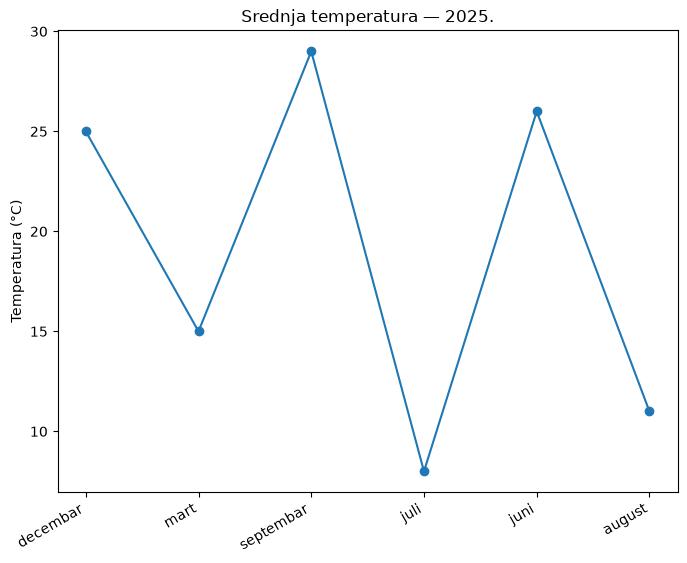 Srednja temperatura — 2025.
Temperatura (°C)
30
25
20
15
10
decembar
mart
septembar
juli
juni
august